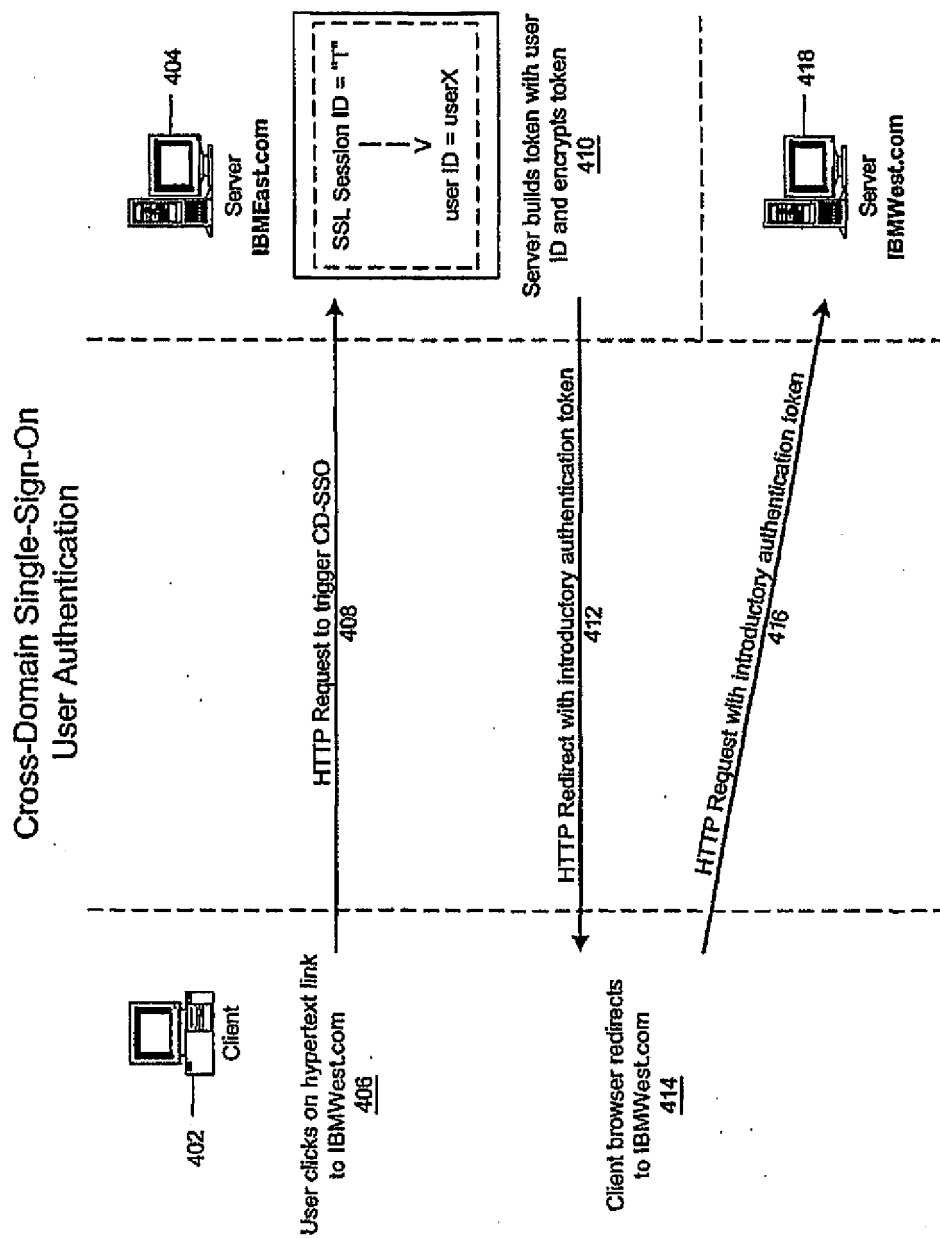 Cross-Domain Single-Sign-On
User Authentication
402
Client
404
Server
IBMEast.com
User clicks on hypertext link
to IBMWest.com
406
HTTP Request to trigger CD-SSO
408
SSL Session ID = "T"
V
user ID = userX
Server builds token with user
ID and encrypts token
410
HTTP Redirect with introductory authentication token
412
Client browser redirects
to IBMWest.com
414
HTTP Request with introductory authentication token
416
418
Server
IBMWest.com